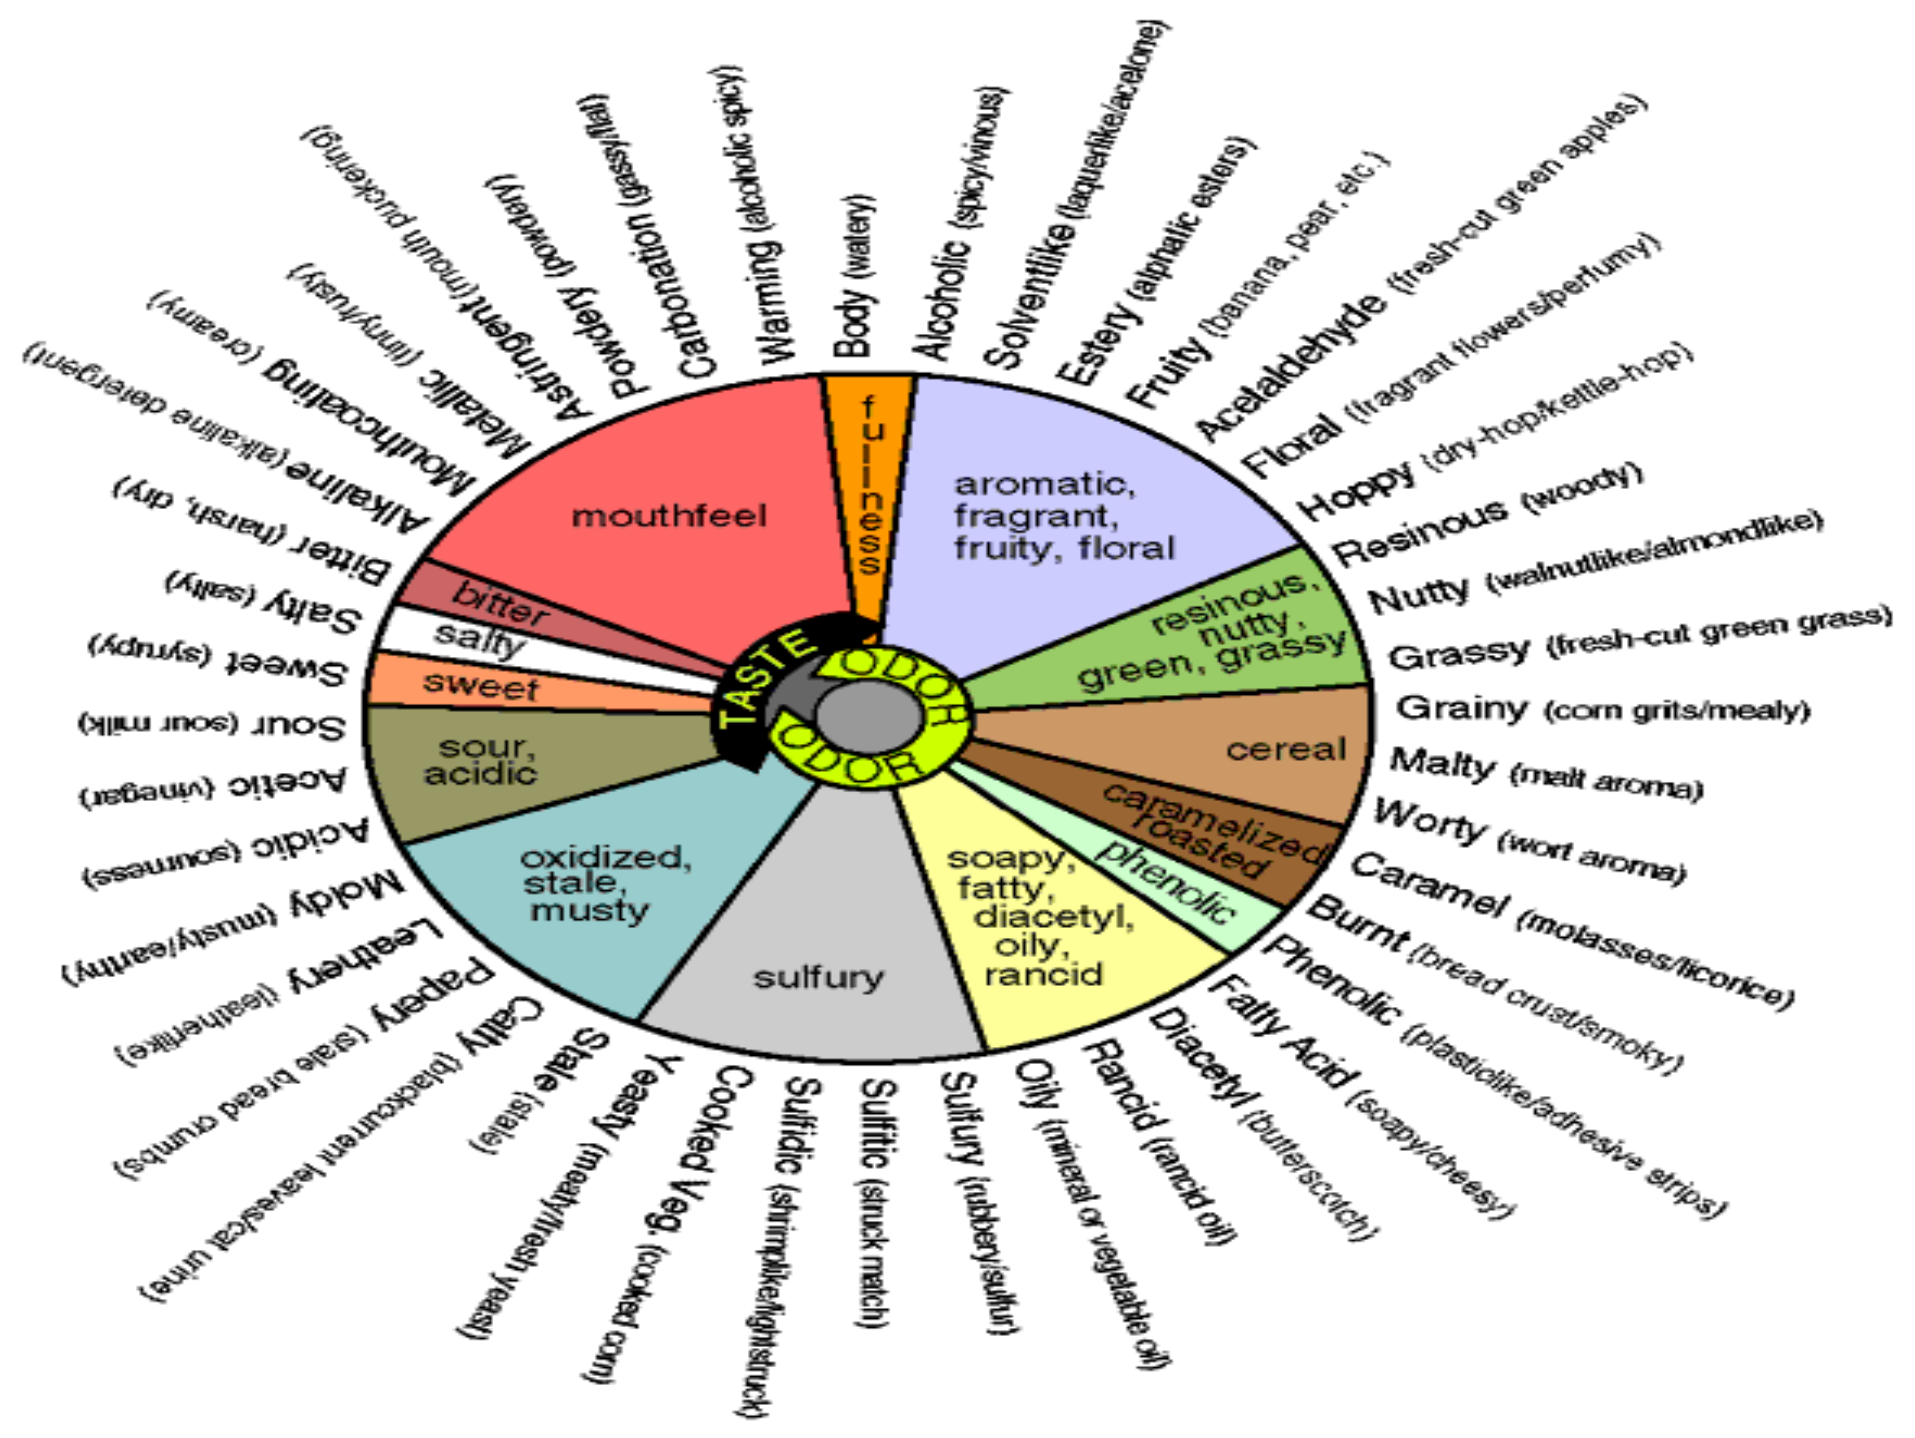 Body (watery)
Alcoholic (spicy/vinous)
Solventlike (laquerlike/acetone)
Estery (alphatic esters)
Fruity (banana, pear, etc.)
Acetaldehyde (fresh-cut green apples)
Floral (fragrant flowers/perfumy)
Hoppy (dry-hop/kettle-hop)
Resinous (woody)
Nutty (walnutlike/almondlike)
Grassy (fresh-cut green grass)
Grainy (corn grits/mealy)
Malty (malt aroma)
Worty (wort aroma)
Caramel (molasses/licorice)
Burnt (bread crust/smoky)
Phenolic (plasticlike/adhesive strips)
Fatty Acid (soapy/cheesy)
Diacetyl (butterscotch)
Rancid (rancid oil)
Oily (mineral or vegetable oil)
Sulfury (rubbery/sulfur)
Sulfitic (struck match)
Sulfidic (shrimplike/lightstruck)
Cooked Veg. (cooked corn)
Yeasty (meaty/fresh yeast)
Stale (stale)
Catty (blackcurrent leaves/cat urine)
Papery (stale bread crumbs)
Leathery (leatherlike)
Moldy (musty/earthy)
Acidic (sourness)
Acetic (vinegar)
Sour (sour milk)
Sweet (syrupy)
Salty (salty)
Bitter (harsh, dry)
Alkaline (alkaline detergent)
Mouthcoating (creamy)
Metallic (tinny/rusty)
Astringent (mouth puckering)
Powdery (powdery)
Carbonation (gassy/flat)
Warming (alcoholic spicy)
fullness
aromatic,
fragrant,
fruity, floral
resinous,
nutty,
green, grassy
cereal
caramelized
roasted
phenolic
soapy,
fatty,
diacetyl,
oily,
rancid
sulfury
oxidized,
stale,
musty
sour,
acidic
sweet
salty
bitter
mouthfeel
TASTE
ODOR
ODOR